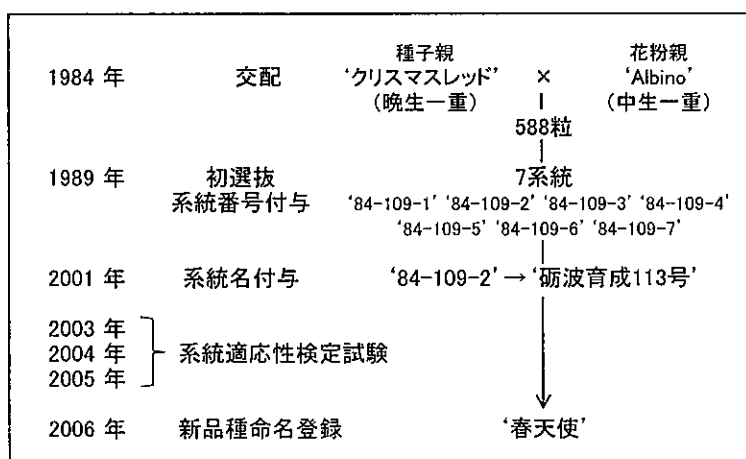 種子親 花粉親
1984 年 交配 ‘クリスマスレッド’ × ‘Albino’
(晩生一重) (中生一重)
588粒
1989 年 初選抜 7系統
系統番号付与 ‘84-109-1’ ‘84-109-2’ ‘84-109-3’ ‘84-109-4’
‘84-109-5’ ‘84-109-6’ ‘84-109-7’
2001 年 系統名付与 ‘84-109-2’ → ‘砺波育成113号’
2003 年
2004 年 系統適応性検定試験
2005 年
2006 年 新品種命名登録 ‘春天使’